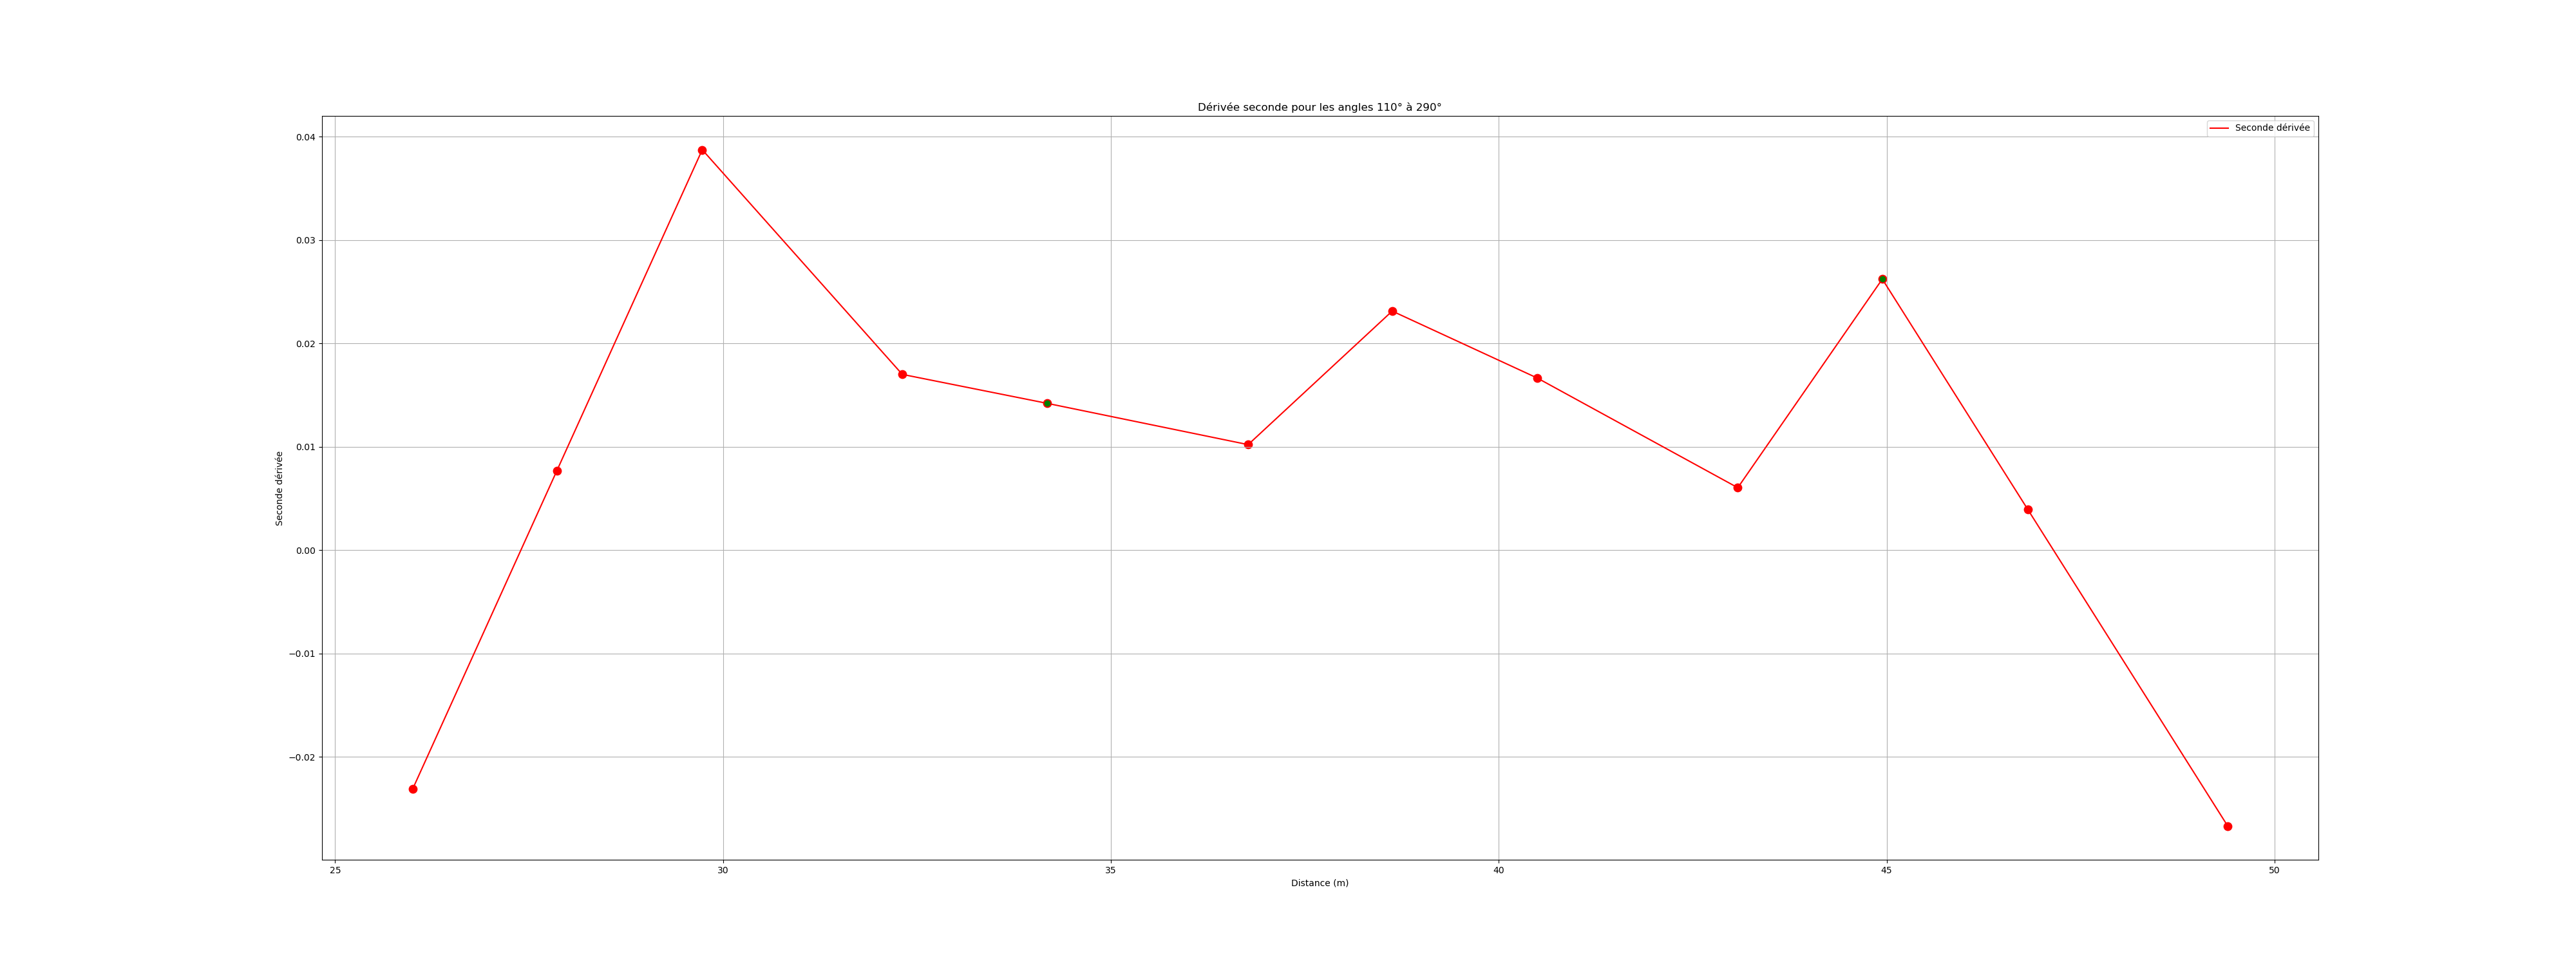 Dérivée seconde pour les angles 110° à 290°
Seconde dérivée
0.04
0.03
0.02
0.01
0.00
−0.01
−0.02
Seconde dérivée
25 30 35 40 45 50
Distance (m)